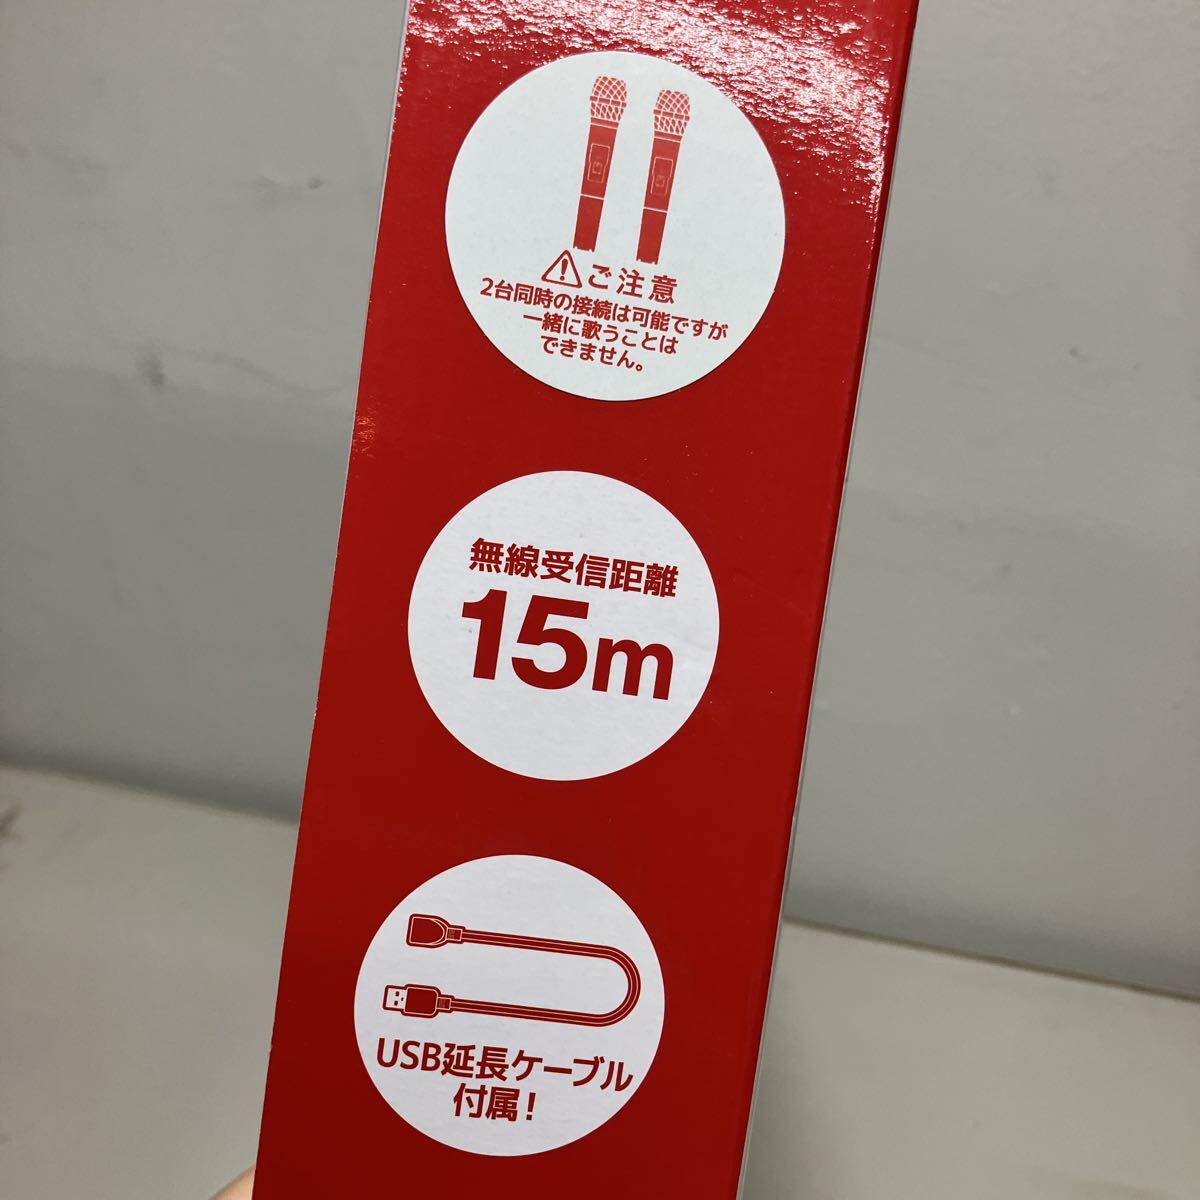 ご注意
2台同時の接続は可能ですが
一緒に歌うことは
できません。
無線受信距離
15m
USB延長ケーブル
付属!